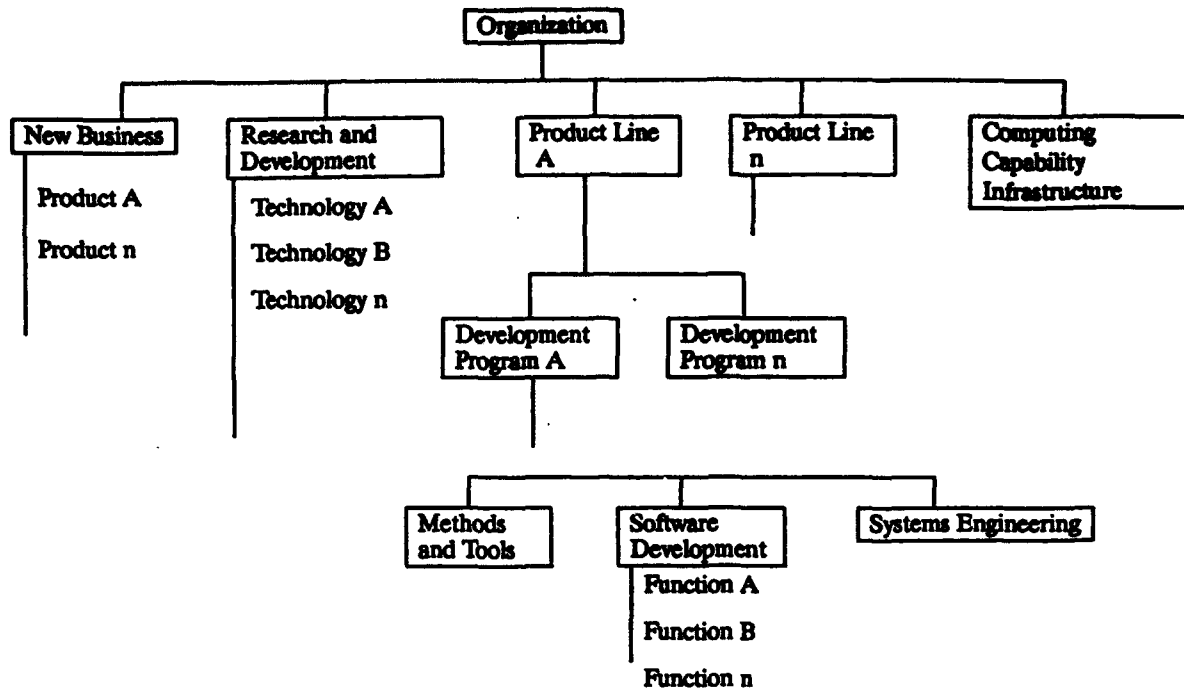 Organization
New Business
Research and
Development
Product Line
A
Product Line
n
Computing
Capability
Infrastructure
Product A
Product n
Technology A
Technology B
Technology n
Development
Program A
Development
Program n
Methods
and Tools
Software
Development
Systems Engineering
Function A
Function B
Function n